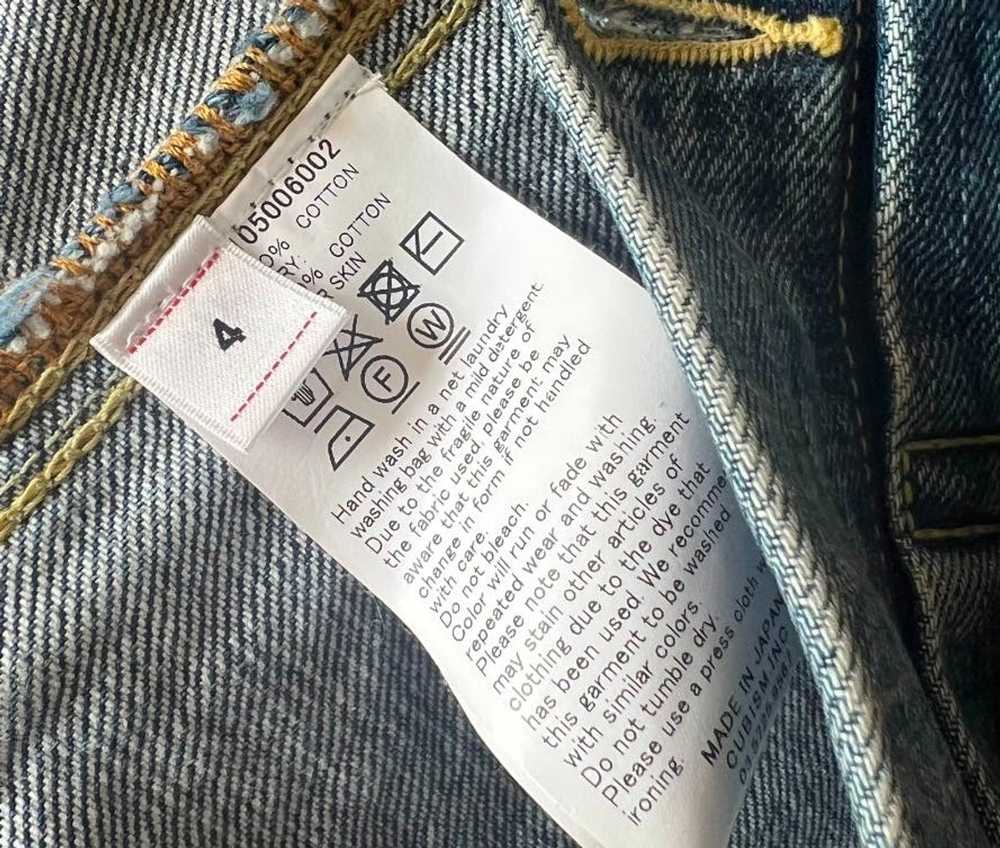 4
05006002
COTTON
COTTON
SKIN
W
F
Hand wash in a net laundry
washing bag with a mild detergent.
Due to the fragile nature of
the fabric used, please be
aware that this garment may
change in form if not handled
with care.
Do not bleach.
Color will run or fade with
repeated wear and washing.
Please note that this garment
may stain other articles of
clothing due to the dye that
has been used. We recomme
this garment to be washed
with similar colors.
Do not tumble dry.
Please use a press cloth w
ironing.
MADE IN JAPAN
CUBISM INC